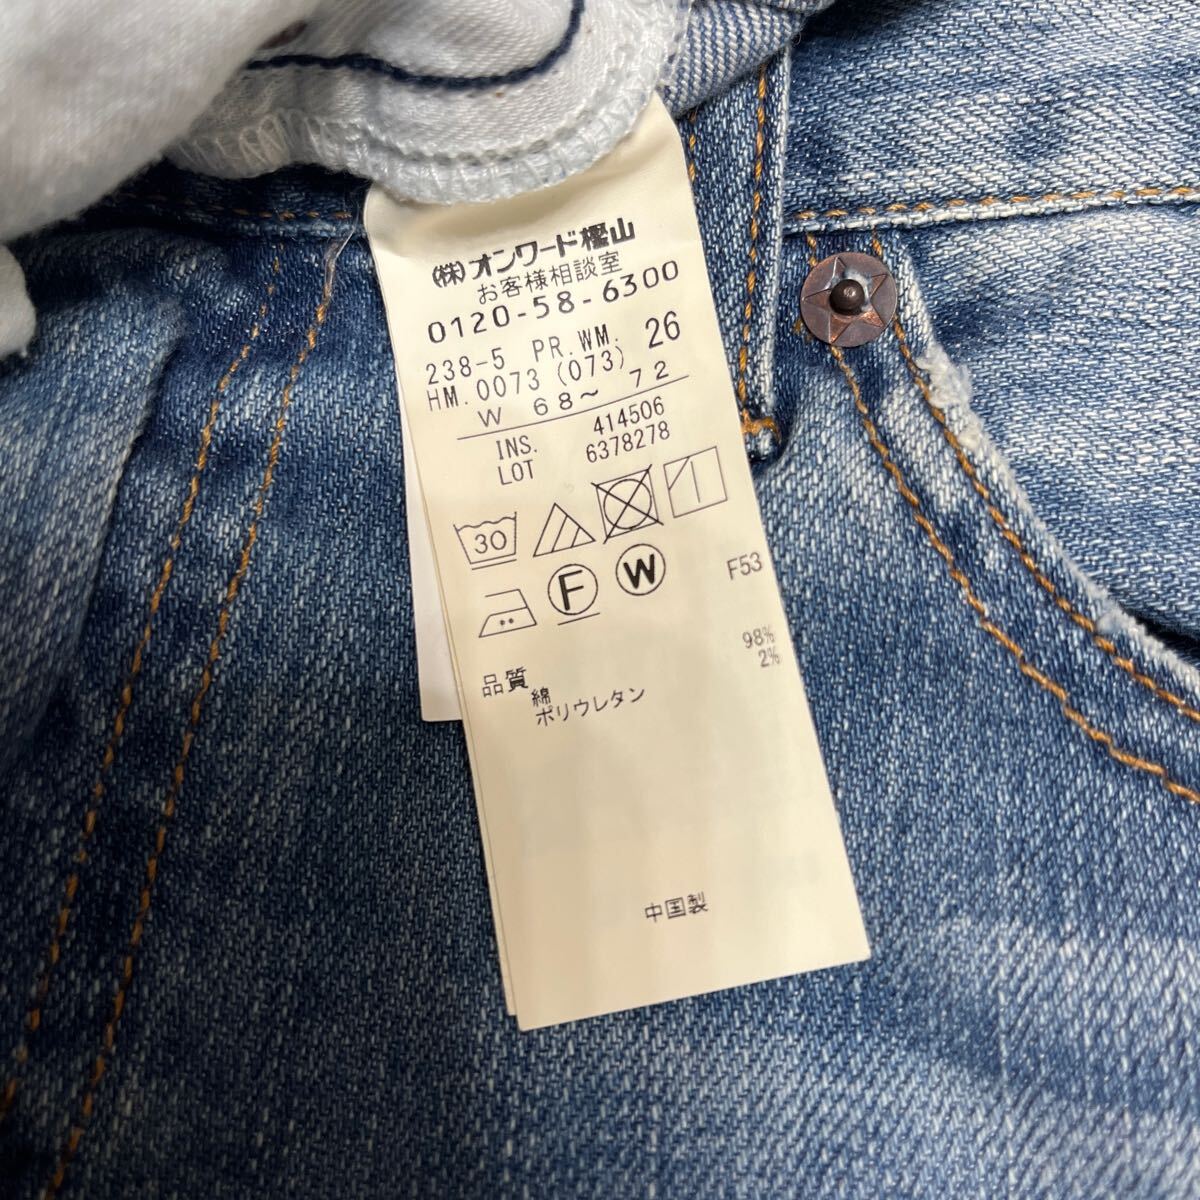 (株)オンワード樫山
お客様相談室
0120-58-6300
238-5 PR.WM. 26
HM.0073 (073)
W 68～ 72
INS. 414506
LOT 6378278
30
F W F53
品質
綿 98%
ポリウレタン 2%
中国製